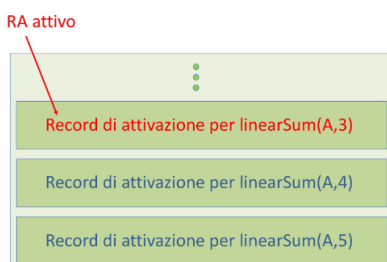 RA attivo
Record di attivazione per linearSum(A,3)
Record di attivazione per linearSum(A,4)
Record di attivazione per linearSum(A,5)